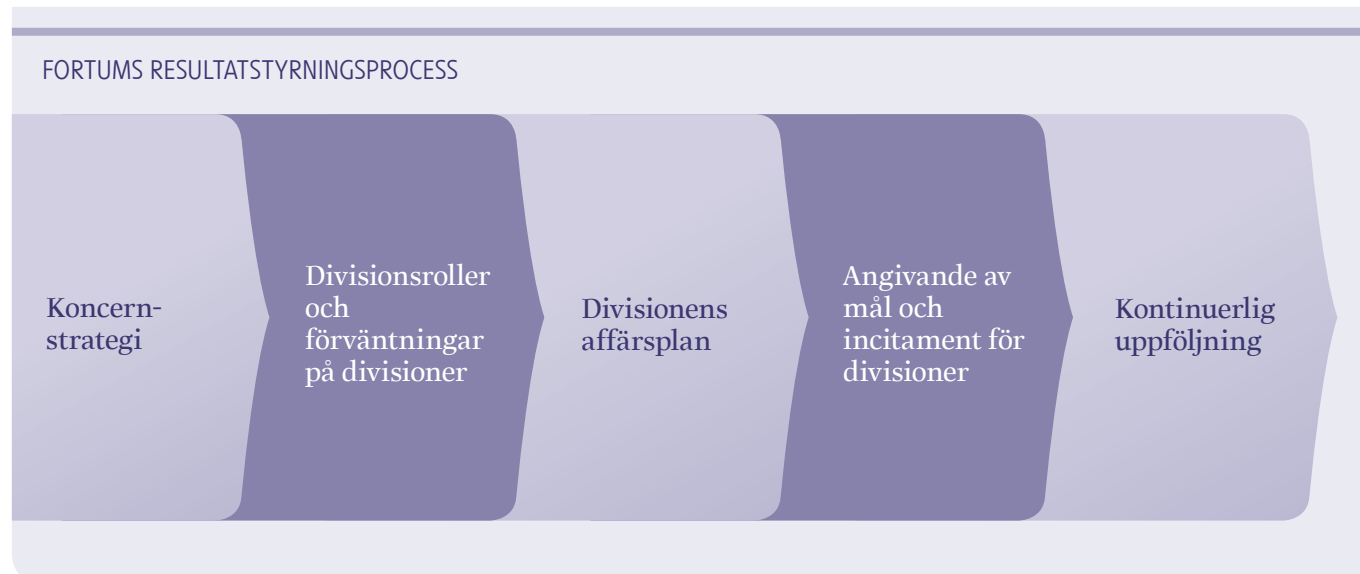 FORTUMS RESULTATSTYRNINGSPROCESS
Koncern-
strategi
Divisionsroller
och
förväntningar
på divisioner
Divisionens
affärsplan
Angivande av
mål och
incitament för
divisioner
Kontinuerlig
uppföljning